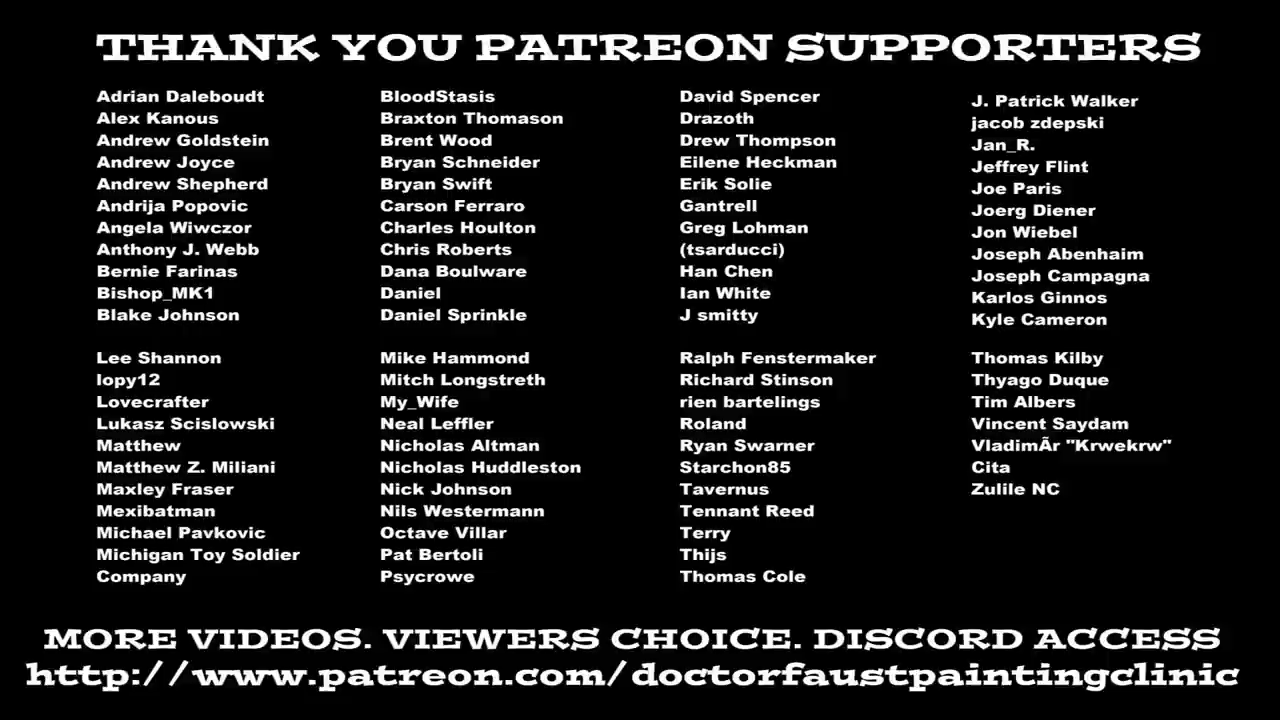 THANK YOU PATREON SUPPORTERS
Adrian Daleboudt
Alex Kanous
Andrew Goldstein
Andrew Joyce
Andrew Shepherd
Andrija Popovic
Angela Wiwczor
Anthony J. Webb
Bernie Farinas
Bishop_MK1
Blake Johnson
BloodStasis
Braxton Thomason
Brent Wood
Bryan Schneider
Bryan Swift
Carson Ferraro
Charles Houlton
Chris Roberts
Dana Boulware
Daniel
Daniel Sprinkle
David Spencer
Drazoth
Drew Thompson
Eilene Heckman
Erik Solie
Gantrell
Greg Lohman
(tsarducci)
Han Chen
Ian White
J smitty
J. Patrick Walker
jacob zdepski
Jan_R.
Jeffrey Flint
Joe Paris
Joerg Diener
Jon Wiebel
Joseph Abenhaim
Joseph Campagna
Karlos Ginnos
Kyle Cameron
Lee Shannon
lopy12
Lovecrafter
Lukasz Scislowski
Matthew
Matthew Z. Miliani
Maxley Fraser
Mexibatman
Michael Pavkovic
Michigan Toy Soldier
Company
Mike Hammond
Mitch Longstreth
My_Wife
Neal Leffler
Nicholas Altman
Nicholas Huddleston
Nick Johnson
Nils Westermann
Octave Villar
Pat Bertoli
Psycrowe
Ralph Fenstermaker
Richard Stinson
rien bartelings
Roland
Ryan Swarner
Starchon85
Tavernus
Tennant Reed
Terry
Thijs
Thomas Cole
Thomas Kilby
Thyago Duque
Tim Albers
Vincent Saydam
VladimÃr "Krwekrw"
Cita
Zulile NC
MORE VIDEOS. VIEWERS CHOICE. DISCORD ACCESS
http://www.patreon.com/doctorfaustpaintingclinic